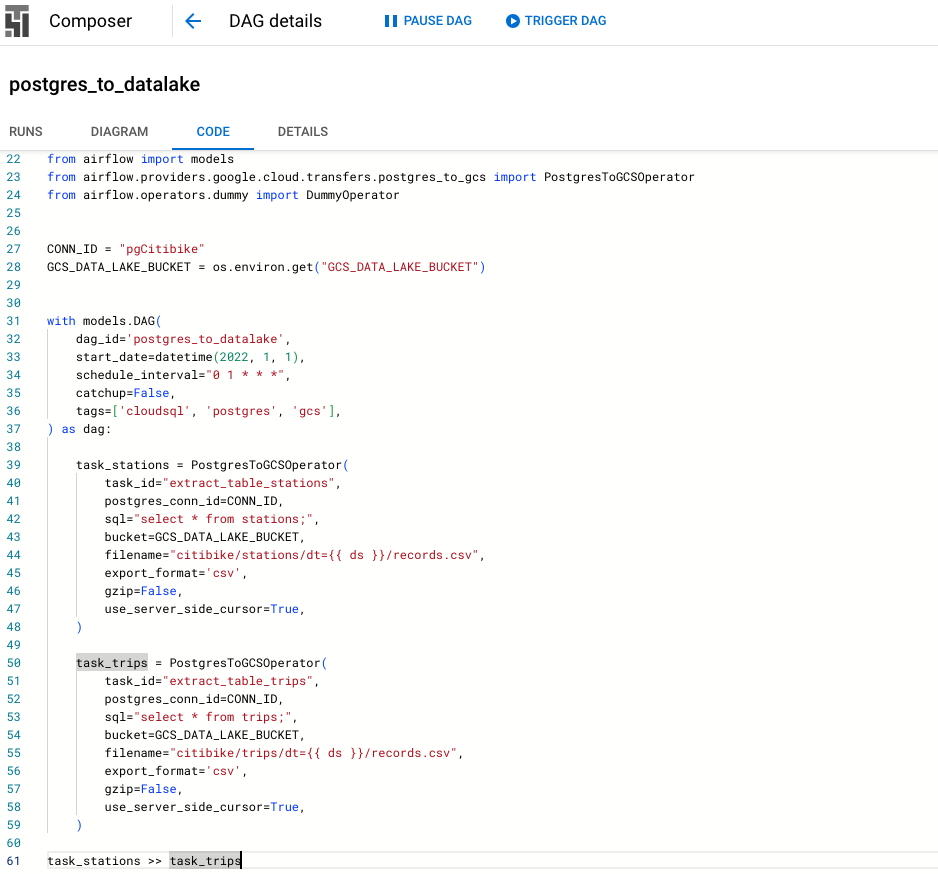 Composer
DAG details
PAUSE DAG
TRIGGER DAG
postgres_to_datalake
RUNS
DIAGRAM
CODE
DETAILS
22 from airflow import models
23 from airflow.providers.google.cloud.transfers.postgres_to_gcs import PostgresToGCSOperator
24 from airflow.operators.dummy import DummyOperator
25
26
27 CONN_ID = "pgCitibike"
28 GCS_DATA_LAKE_BUCKET = os.environ.get("GCS_DATA_LAKE_BUCKET")
29
30
31 with models.DAG(
32     dag_id='postgres_to_datalake',
33     start_date=datetime(2022, 1, 1),
34     schedule_interval="0 1 * * *",
35     catchup=False,
36     tags=['cloudsql', 'postgres', 'gcs'],
37 ) as dag:
38
39     task_stations = PostgresToGCSOperator(
40         task_id="extract_table_stations",
41         postgres_conn_id=CONN_ID,
42         sql="select * from stations;",
43         bucket=GCS_DATA_LAKE_BUCKET,
44         filename="citibike/stations/dt={{ ds }}/records.csv",
45         export_format='csv',
46         gzip=False,
47         use_server_side_cursor=True,
48     )
49
50     task_trips = PostgresToGCSOperator(
51         task_id="extract_table_trips",
52         postgres_conn_id=CONN_ID,
53         sql="select * from trips;",
54         bucket=GCS_DATA_LAKE_BUCKET,
55         filename="citibike/trips/dt={{ ds }}/records.csv",
56         export_format='csv',
57         gzip=False,
58         use_server_side_cursor=True,
59     )
60
61 task_stations >> task_trips